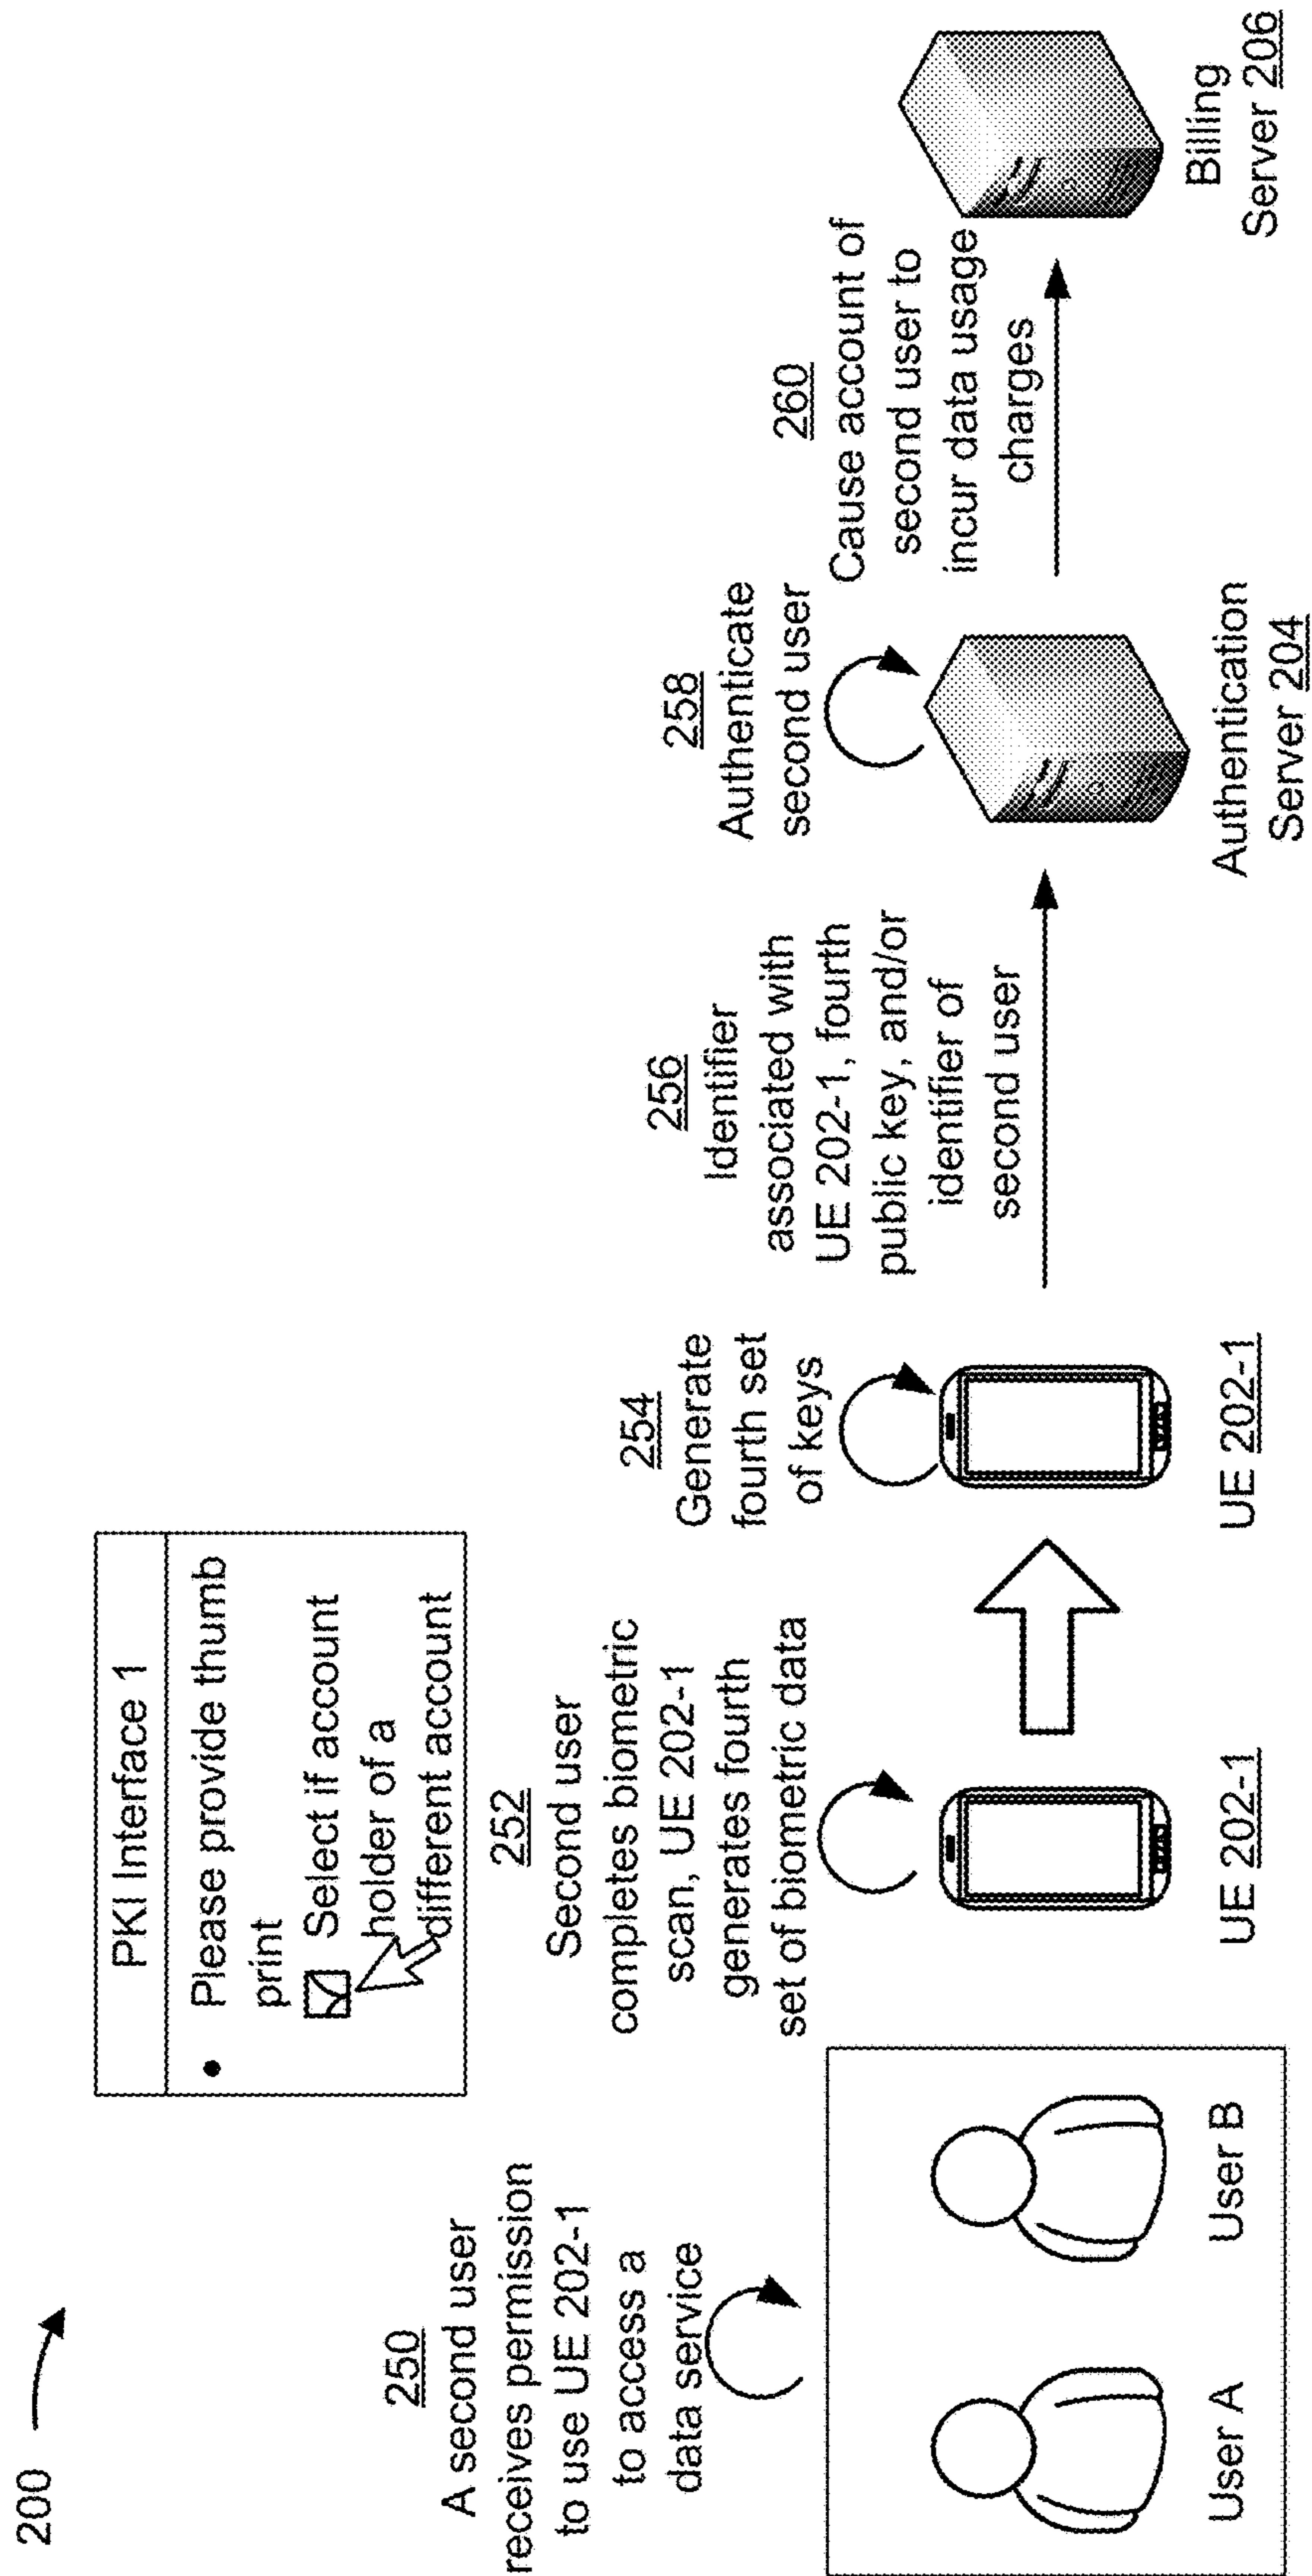 200
PKI Interface 1
• Please provide thumb
print
Select if account
holder of a
different account
250
A second user
receives permission
to use UE 202-1
to access a
data service
User A
User B
252
Second user
completes biometric
scan, UE 202-1
generates fourth
set of biometric data
UE 202-1
254
Generate
fourth set
of keys
UE 202-1
256
Identifier
associated with
UE 202-1, fourth
public key, and/or
identifier of
second user
258
Authenticate
second user
Authentication
Server 204
260
Cause account of
second user to
incur data usage
charges
Billing
Server 206